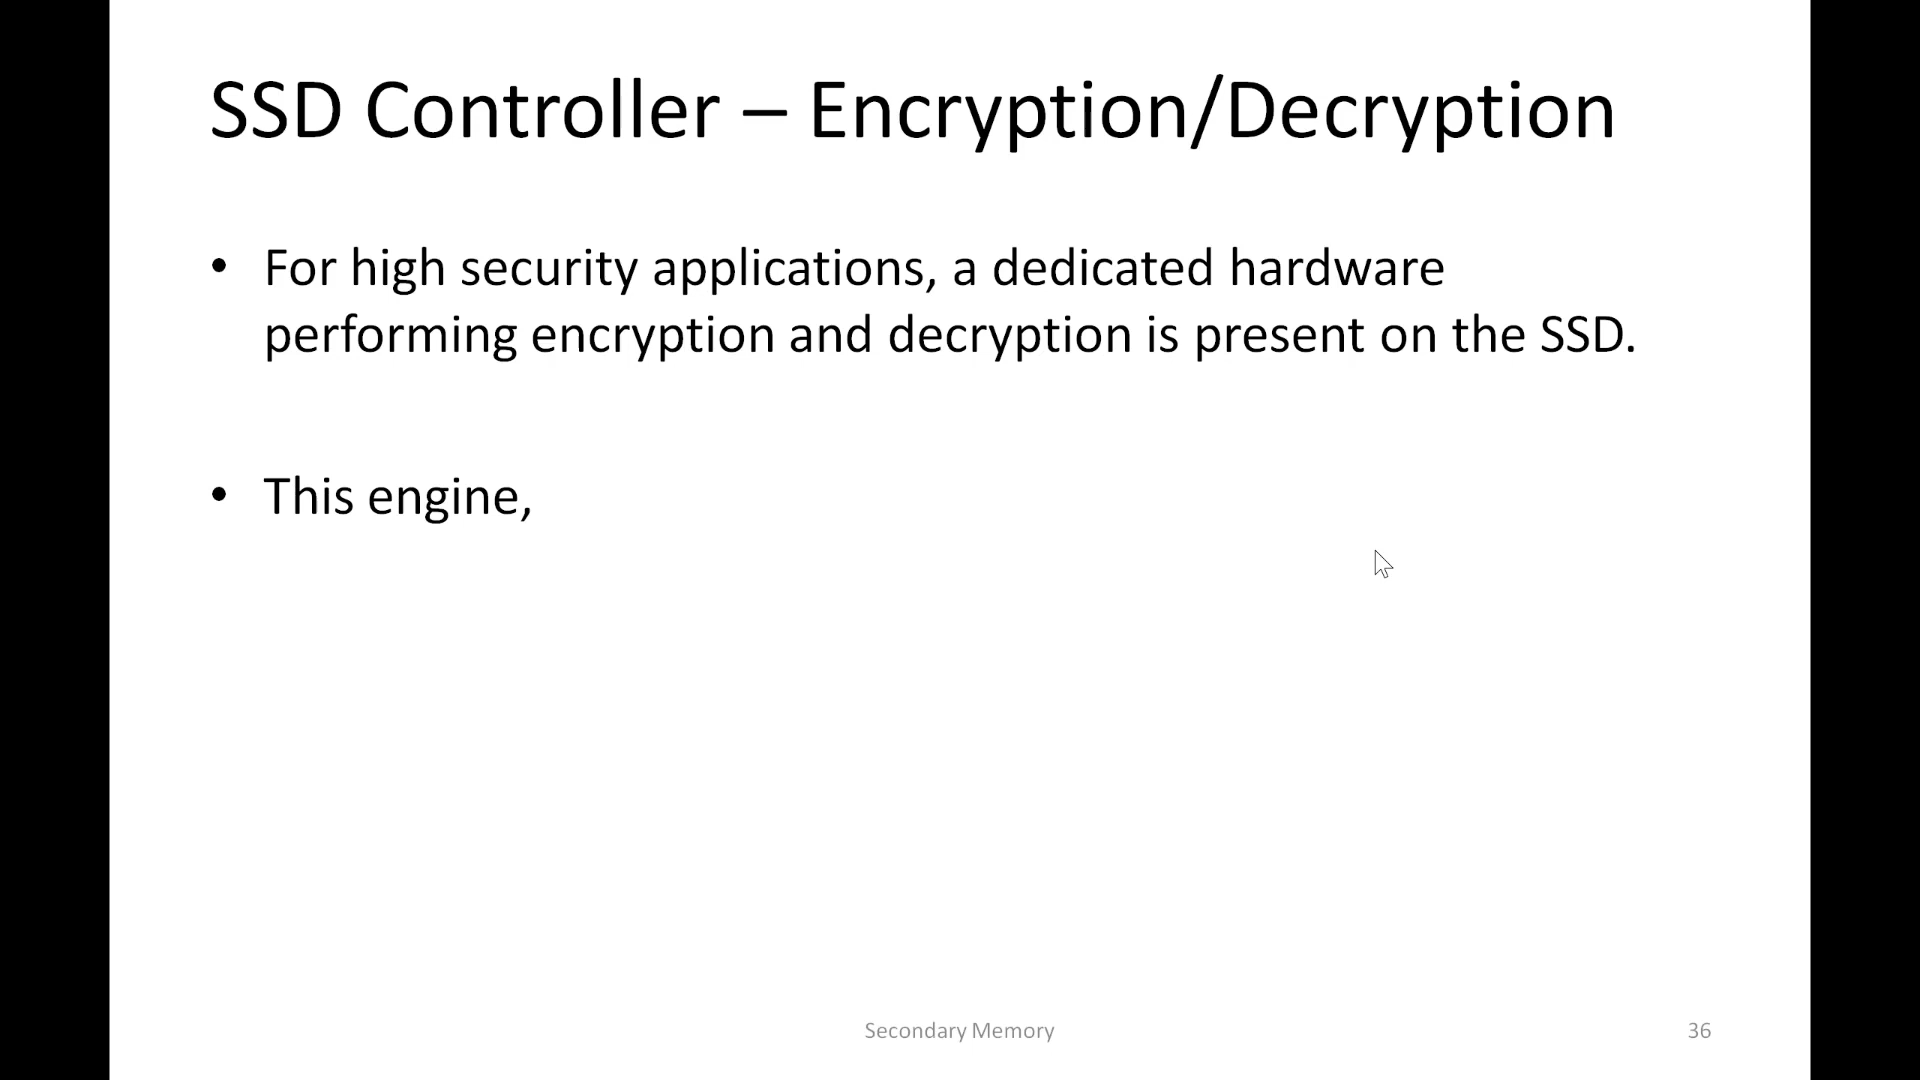 SSD Controller – Encryption/Decryption
• For high security applications, a dedicated hardware
performing encryption and decryption is present on the SSD.
• This engine,
Secondary Memory
36